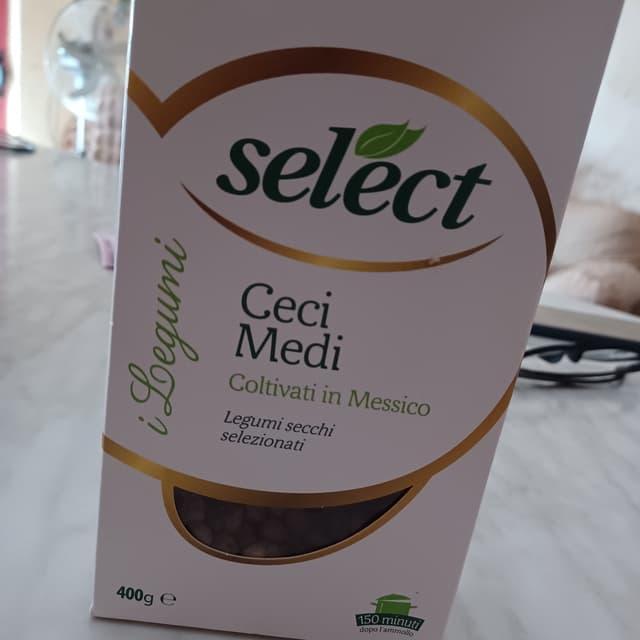 select
i Legumi
Ceci
Medi
Coltivati in Messico
Legumi secchi
selezionati
400g ℮
150 minuti
dopo l'ammollo